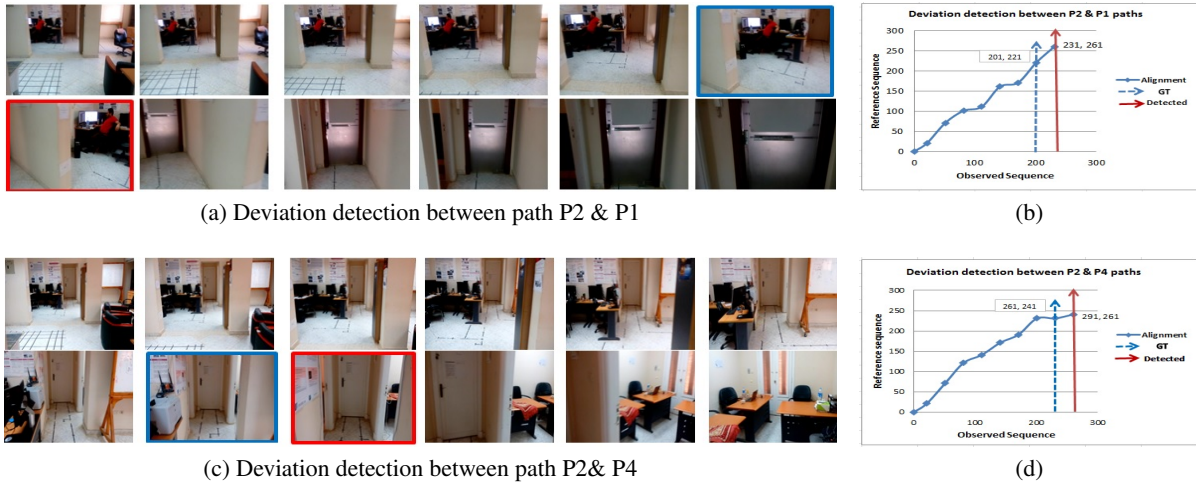 Deviation detection between P2 & P1 paths
300
250
200
150
100
50
0
Reference Sequence
201, 221
231, 261
0 100 200 300
Observed Sequence
Alignment
GT
Detected
(a) Deviation detection between path P2 & P1
(b)
Deviation detection between P2 & P4 paths
300
250
200
150
100
50
0
Reference sequence
261, 241
291, 261
0 100 200 300
Observed Sequence
Alignment
GT
Detected
(c) Deviation detection between path P2& P4
(d)